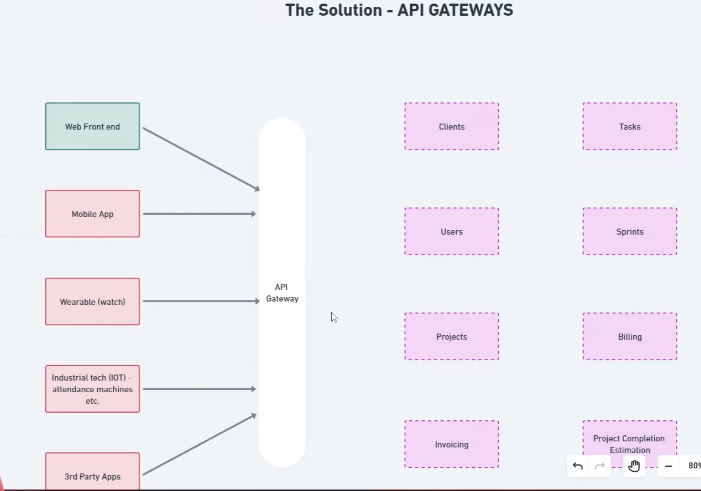 The Solution - API GATEWAYS
Web Front end
Clients
Tasks
Mobile App
Users
Sprints
API
Gateway
Wearable (watch)
Projects
Billing
Industrial tech (IOT) -
attendance machines
etc.
Invoicing
Project Completion
Estimation
3rd Party Apps
80%